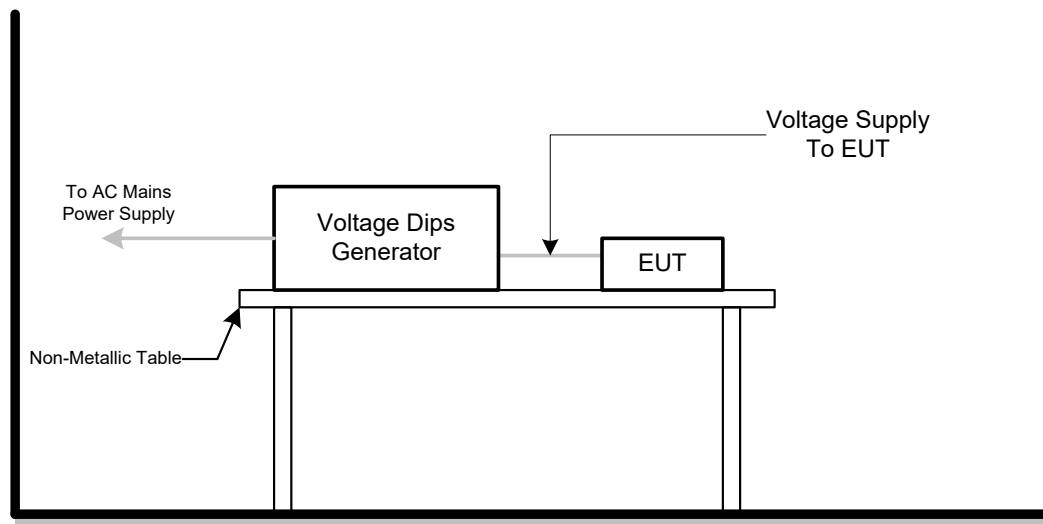 Voltage Supply
To EUT
To AC Mains
Power Supply
Voltage Dips
Generator
EUT
Non-Metallic Table